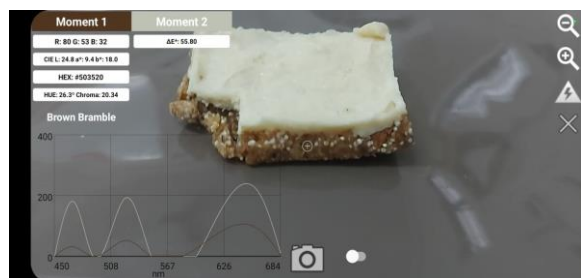 Moment 1 Moment 2
R: 80 G: 53 B: 32 ΔE*: 55.80
CIE L: 24.8 a*: 9.4 b*: 18.0
HEX: #503520
HUE: 26.3° Chroma: 20.34
Brown Bramble
400
200
0
450 508 567 626 684
nm